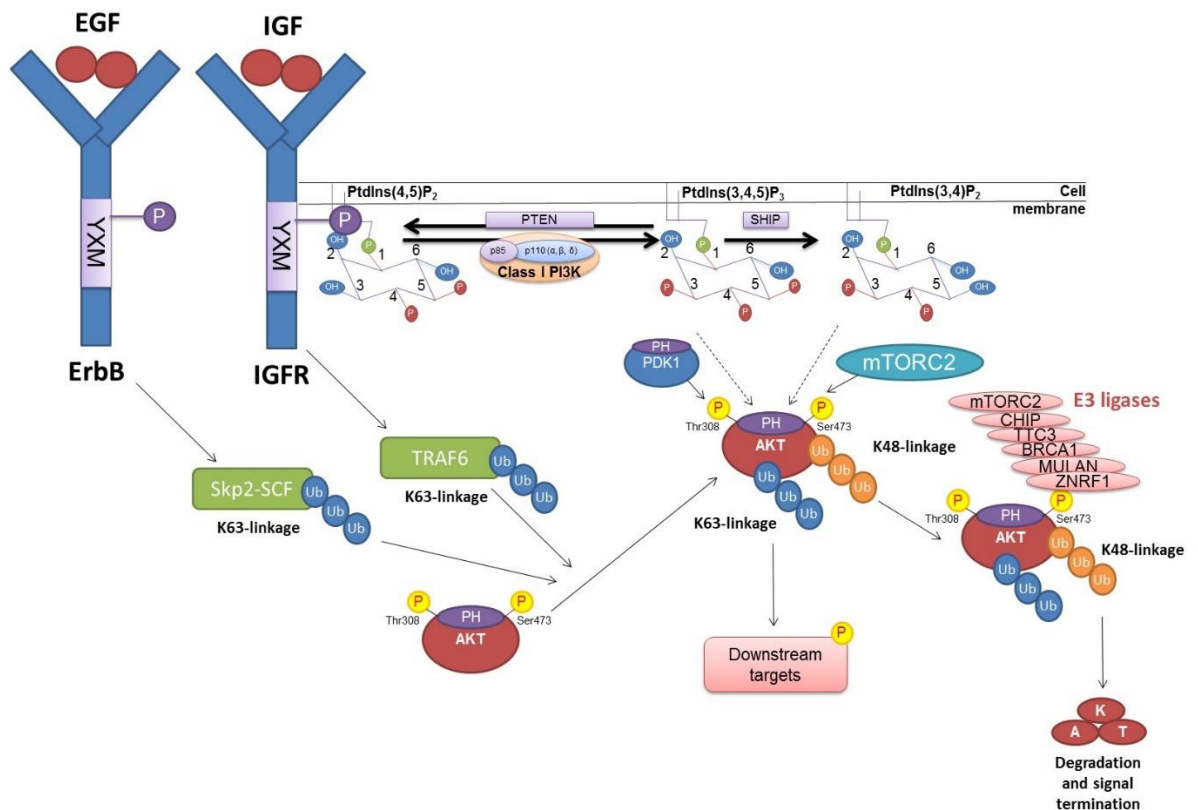 EGF
IGF
YXIM
P
YXIM
P
ErbB
IGFR
PtdIns(4,5)P2
PtdIns(3,4,5)P3
PtdIns(3,4)P2
Cell
membrane
PTEN
p85
p110 (α, β, δ)
Class I PI3K
SHIP
OH
P
2
1
6
OH
OH
3
4
5
P
P
OH
P
2
1
6
OH
P
3
4
5
P
P
OH
P
2
1
6
OH
P
3
4
5
OH
P
PH
PDK1
mTORC2
P
P
Thr308
PH
Ser473
AKT
Ub
Ub
Ub
Ub
Ub
Ub
K48-linkage
K63-linkage
mTORC2
E3 ligases
CHIP
TTC3
BRCA1
MULAN
ZNRF1
TRAF6
Ub
Ub
Ub
K63-linkage
Skp2-SCF
Ub
Ub
Ub
K63-linkage
P
P
Thr308
PH
Ser473
AKT
P
P
Thr308
PH
Ser473
AKT
Ub
Ub
Ub
Ub
Ub
Ub
K48-linkage
P
Downstream
targets
K
A
T
Degradation
and signal
termination